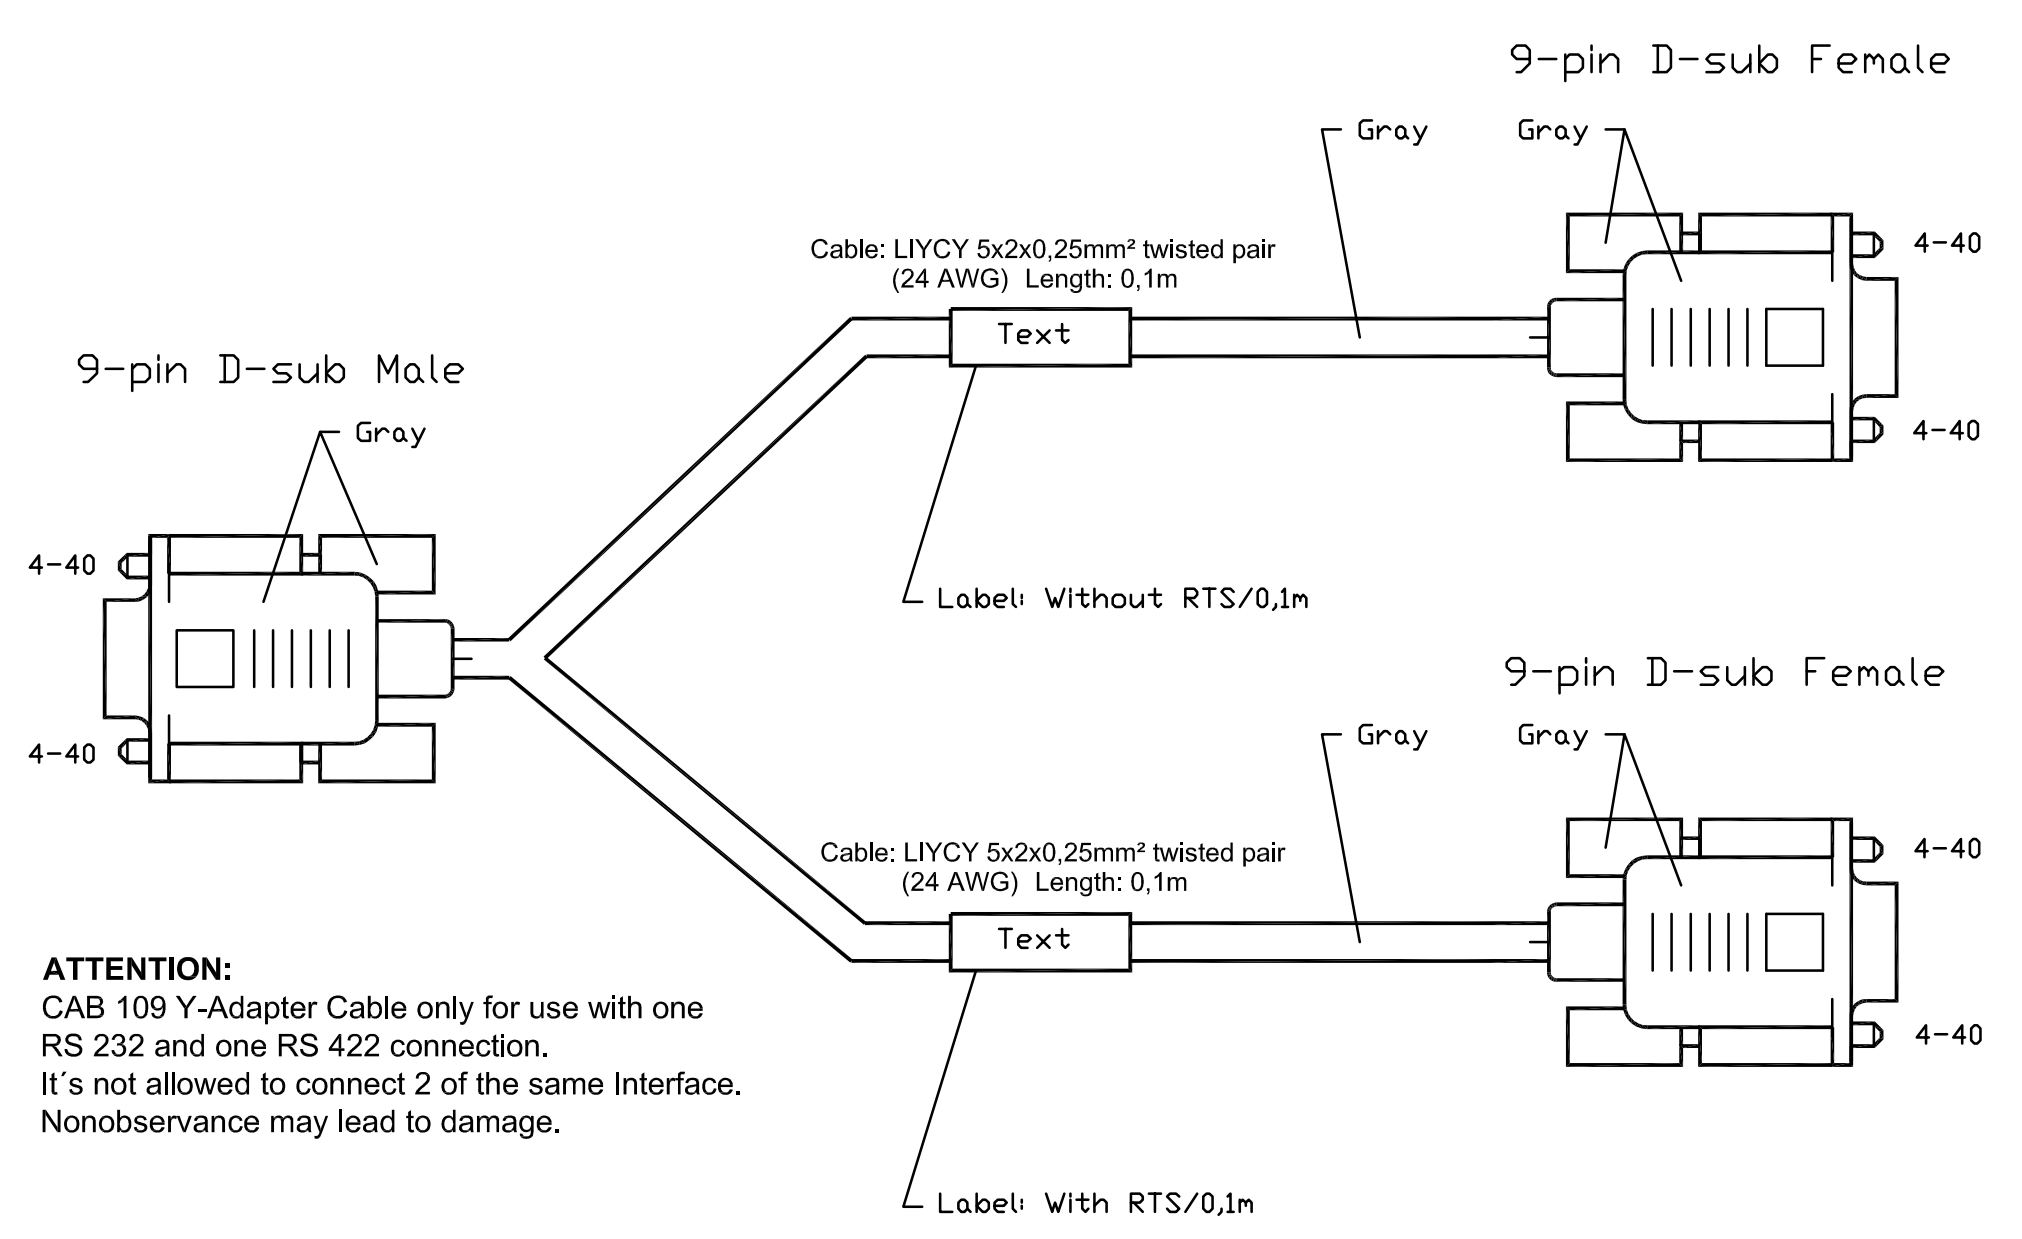 9-pin D-sub Female
Gray
Gray
4-40
Cable: LIYCY 5x2x0,25mm² twisted pair
(24 AWG) Length: 0,1m
Text
4-40
9-pin D-sub Male
Gray
4-40
Label: Without RTS/0,1m
4-40
9-pin D-sub Female
Gray
Gray
4-40
Cable: LIYCY 5x2x0,25mm² twisted pair
(24 AWG) Length: 0,1m
Text
4-40
ATTENTION:
CAB 109 Y-Adapter Cable only for use with one
RS 232 and one RS 422 connection.
It´s not allowed to connect 2 of the same Interface.
Nonobservance may lead to damage.
Label: With RTS/0,1m